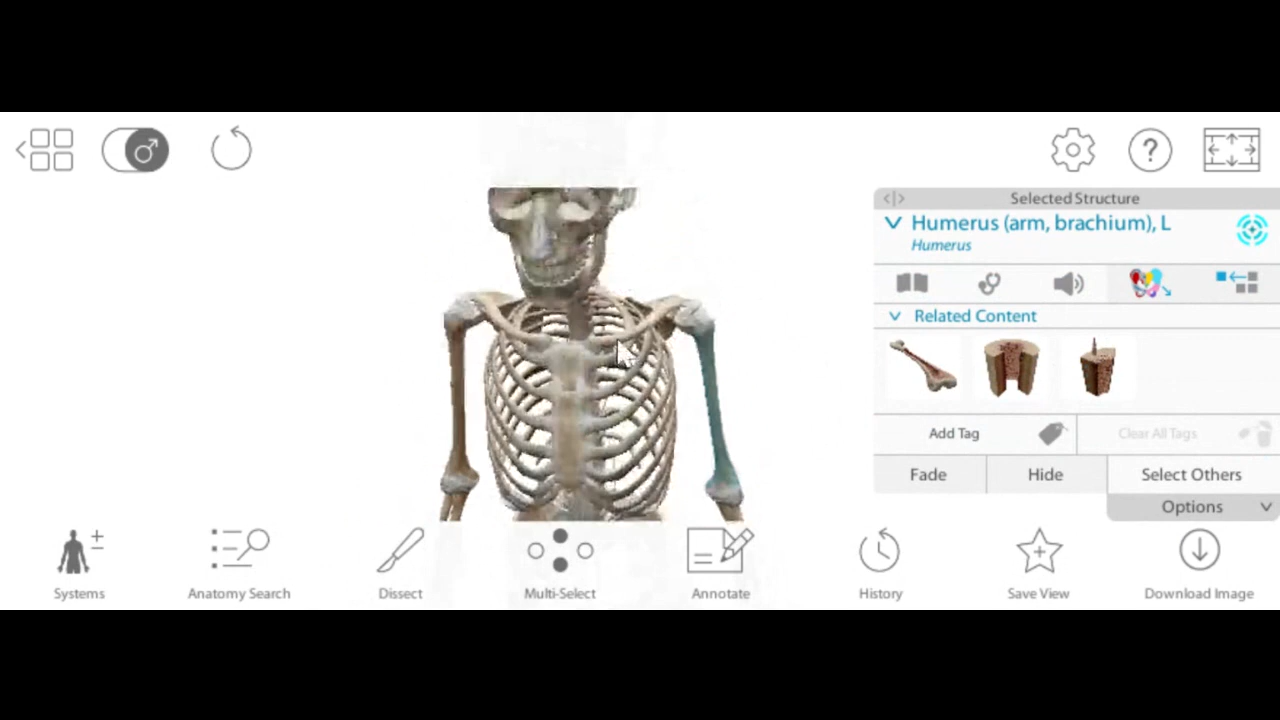 Selected Structure
Humerus (arm, brachium), L
Humerus
Related Content
Add Tag
Clear All Tags
Fade
Hide
Select Others
Options
Systems
Anatomy Search
Dissect
Multi-Select
Annotate
History
Save View
Download Image